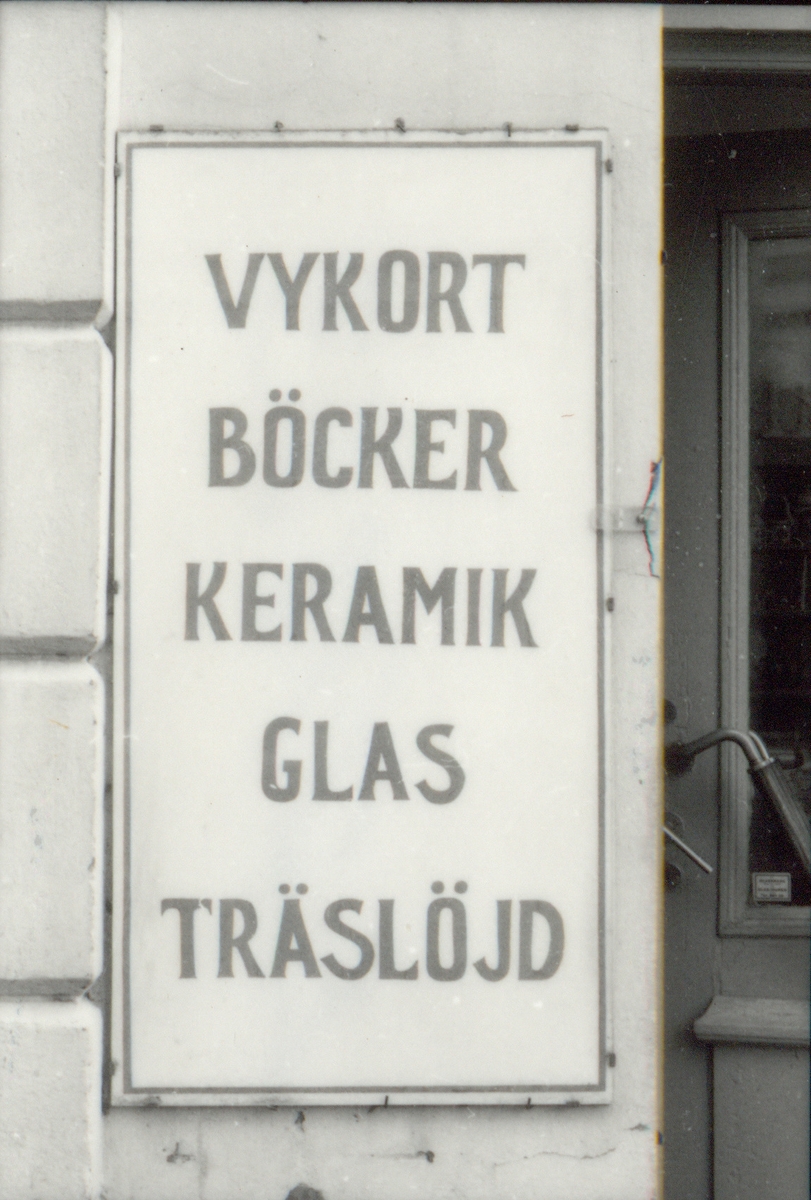 VYKORT
BÖCKER
KERAMIK
GLAS
TRÄSLÖJD